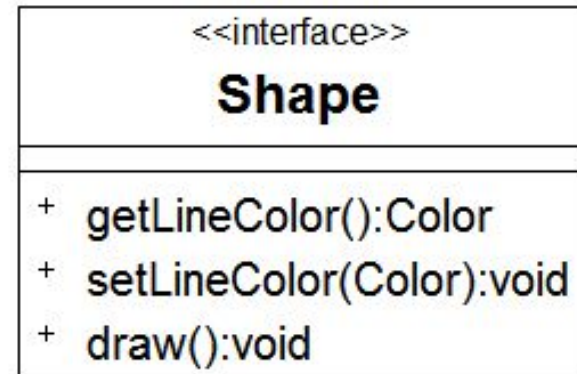 <<interface>>
Shape
+ getLineColor():Color
+ setLineColor(Color):void
+ draw():void